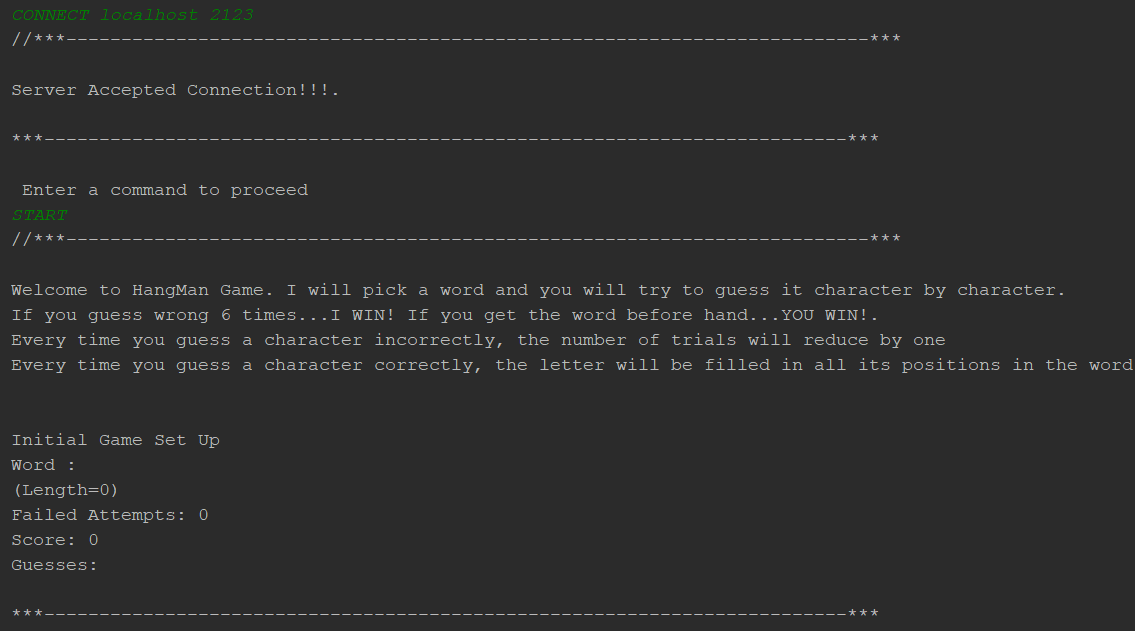 CONNECT localhost 2123
//***-------------------------------------------------------------------------***
Server Accepted Connection!!!.
***-------------------------------------------------------------------------***
Enter a command to proceed
START
//***-------------------------------------------------------------------------***
Welcome to HangMan Game. I will pick a word and you will try to guess it character by character.
If you guess wrong 6 times...I WIN! If you get the word before hand...YOU WIN!.
Every time you guess a character incorrectly, the number of trials will reduce by one
Every time you guess a character correctly, the letter will be filled in all its positions in the word
Initial Game Set Up
Word :
(Length=0)
Failed Attempts: 0
Score: 0
Guesses:
***-------------------------------------------------------------------------***